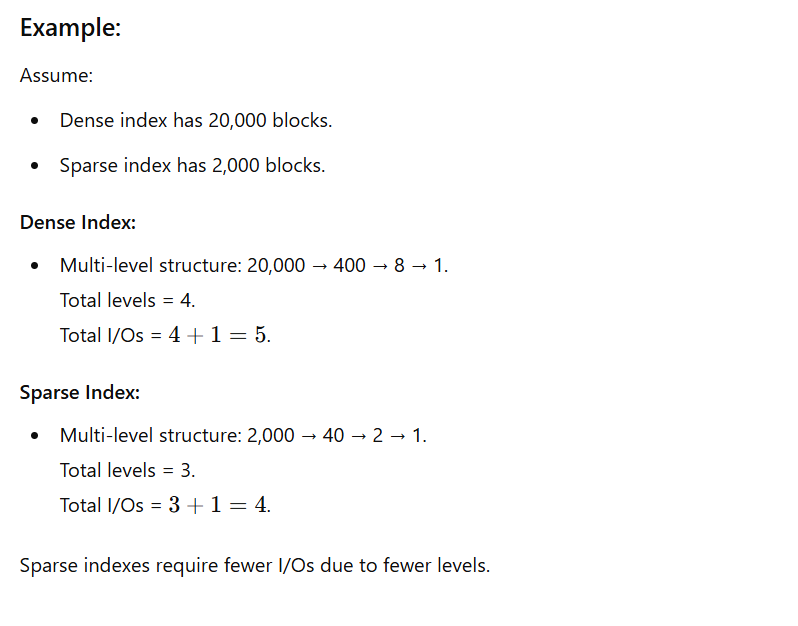 Example:
Assume:
• Dense index has 20,000 blocks.
• Sparse index has 2,000 blocks.
Dense Index:
• Multi-level structure: 20,000 → 400 → 8 → 1.
Total levels = 4.
Total I/Os = 4 + 1 = 5.
Sparse Index:
• Multi-level structure: 2,000 → 40 → 2 → 1.
Total levels = 3.
Total I/Os = 3 + 1 = 4.
Sparse indexes require fewer I/Os due to fewer levels.